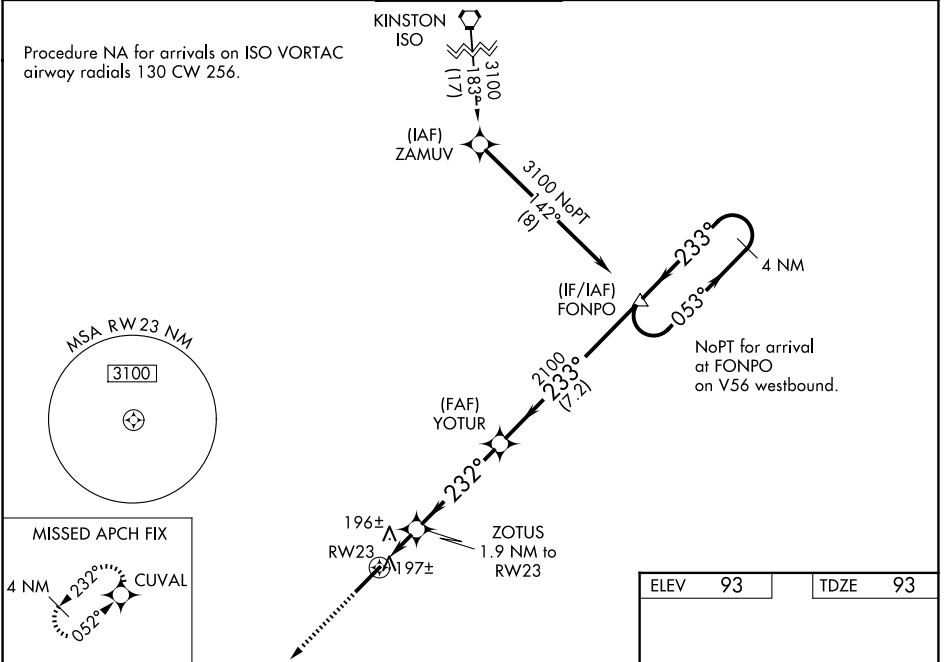 Procedure NA for arrivals on ISO VORTAC
airway radials 130 CW 256.
KINSTON
ISO
3100
183°
(17)
(IAF)
ZAMUV
3100 NoPT
142°
(8)
(IF/IAF)
FONPO
233°
4 NM
053°
NoPT for arrival
at FONPO
on V56 westbound.
2100
233°
(7.2)
(FAF)
YOTUR
232°
MSA RW23 NM
3100
196±
RW23
197±
ZOTUS
1.9 NM to
RW23
MISSED APCH FIX
4 NM
232°
CUVAL
052°
ELEV 93
TDZE 93